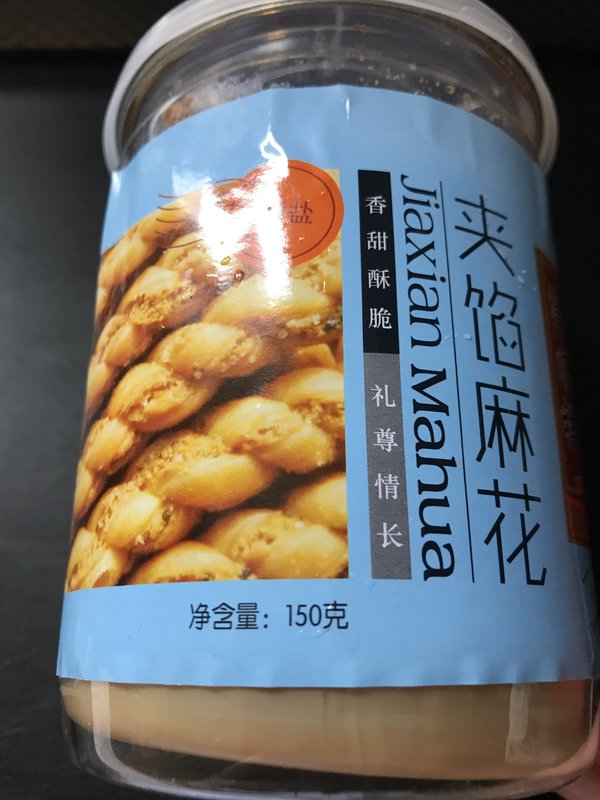 夹馅麻花
Jiaxian Mahua
香甜酥脆
礼尊情长
盐
净含量：150克